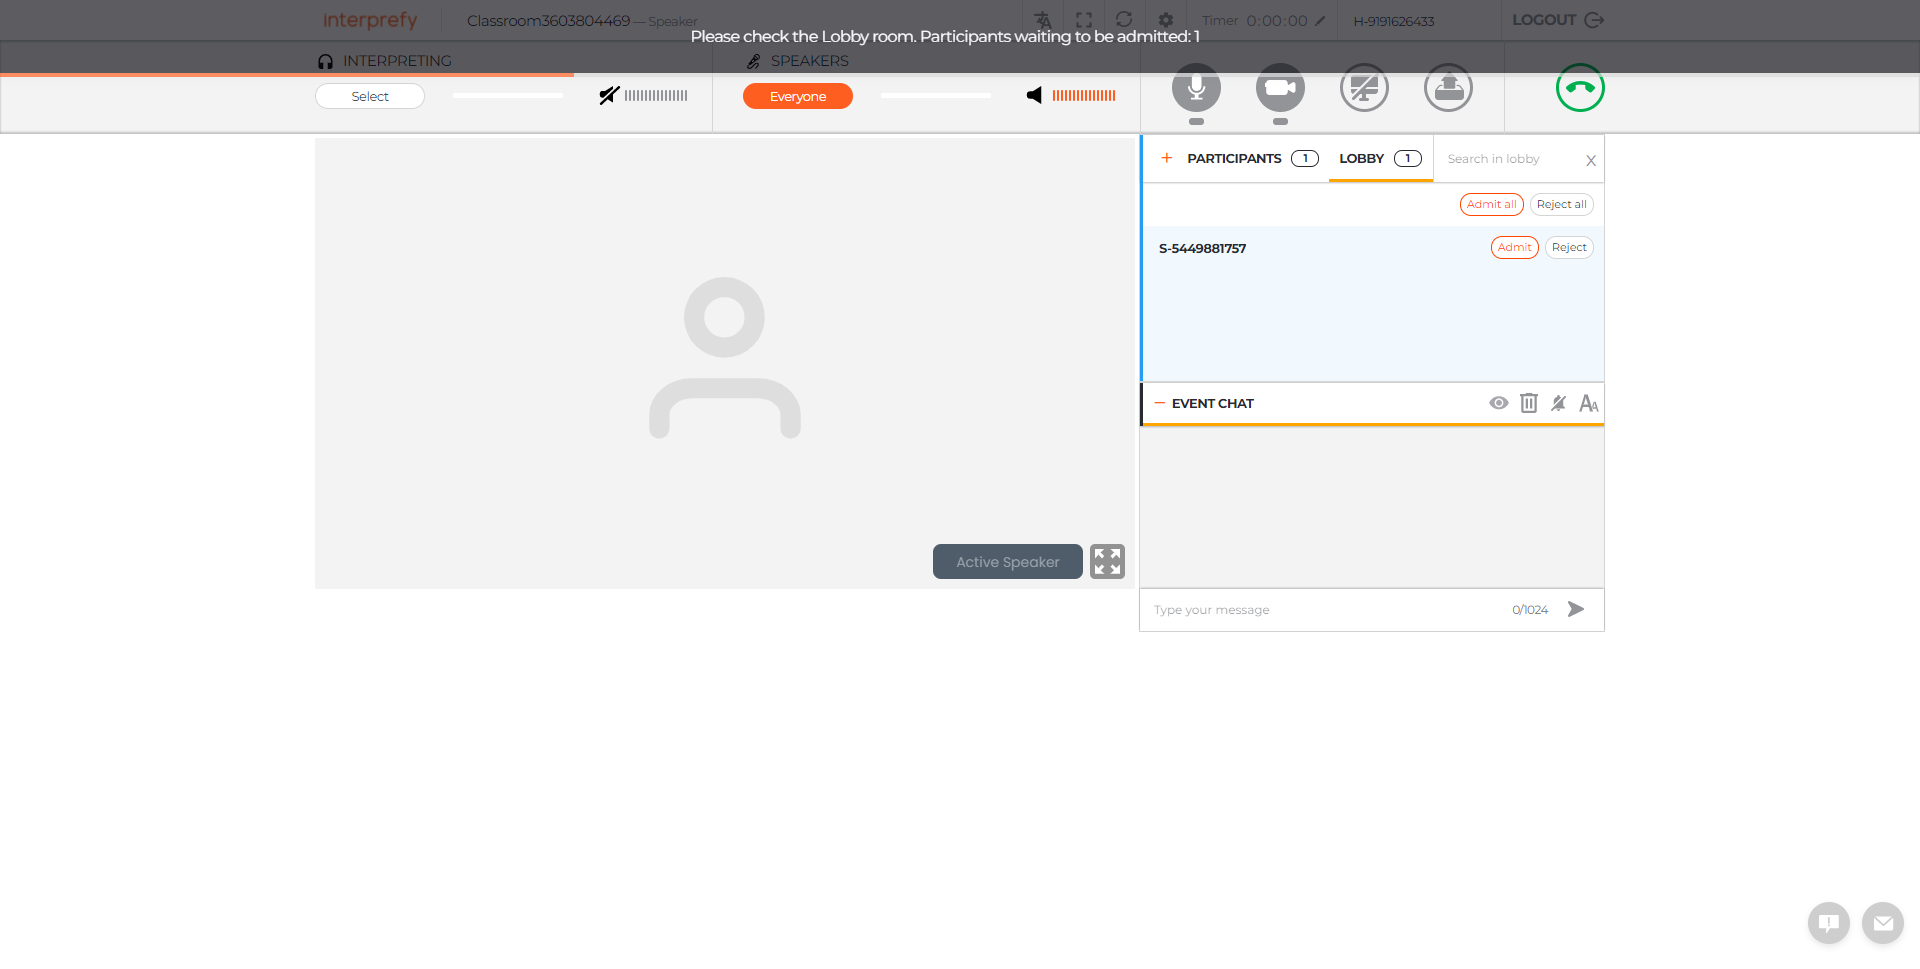 interprefy
Classroom3603804469 — Speaker
Timer 0:00:00
H-9191626433
LOGOUT
Please check the Lobby room. Participants waiting to be admitted: 1
INTERPRETING
SPEAKERS
Select
Everyone
+ PARTICIPANTS 1
LOBBY 1
Search in lobby
X
Admit all
Reject all
S-5449881757
Admit
Reject
− EVENT CHAT
Active Speaker
Type your message
0/1024